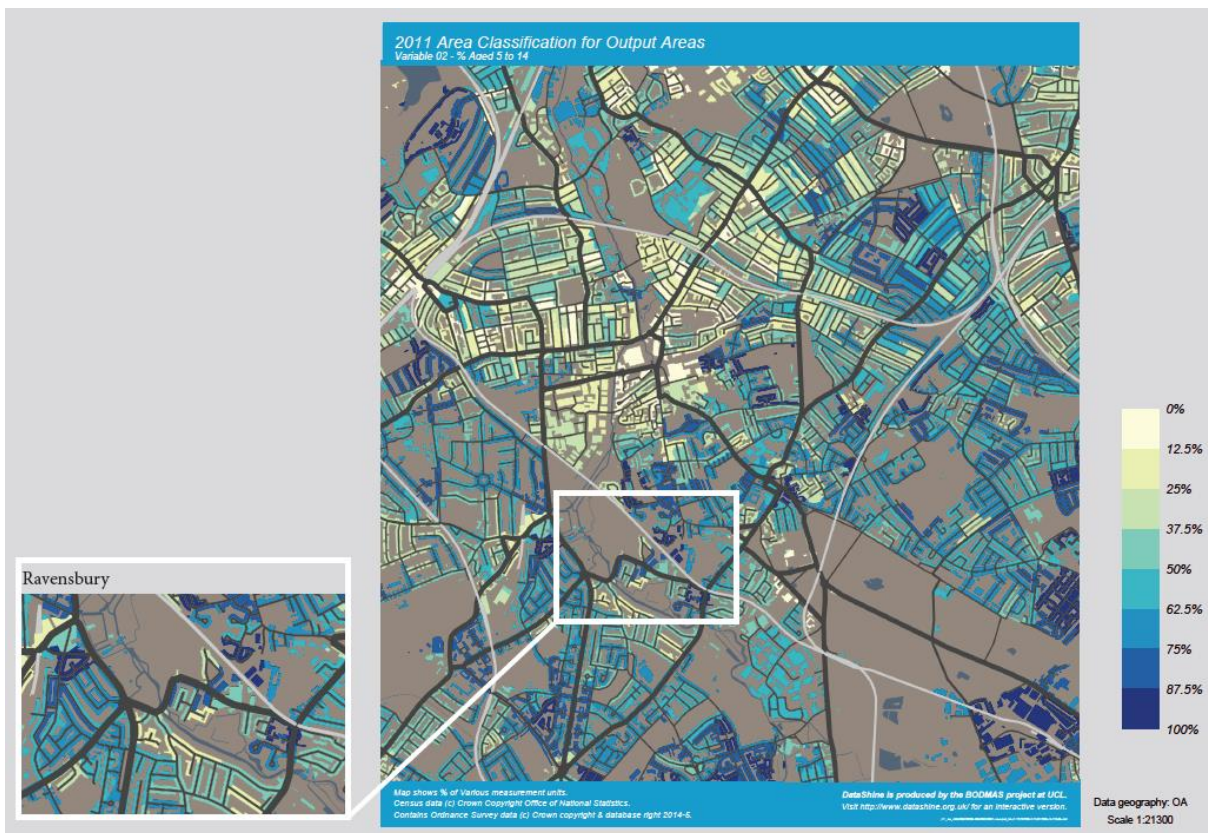 2011 Area Classification for Output Areas
Variable 02 - % Aged 5 to 14
0%
12.5%
25%
37.5%
50%
62.5%
75%
87.5%
100%
Ravensbury
Map shows % of Various measurement units.
Census data (c) Crown Copyright Office of National Statistics.
Contains Ordnance Survey data (c) Crown copyright & database right 2014-5.
DataShine is produced by the BODMAS project at UCL.
Visit http://www.datashine.org.uk/ for an interactive version.
Data geography: OA
Scale 1:21300